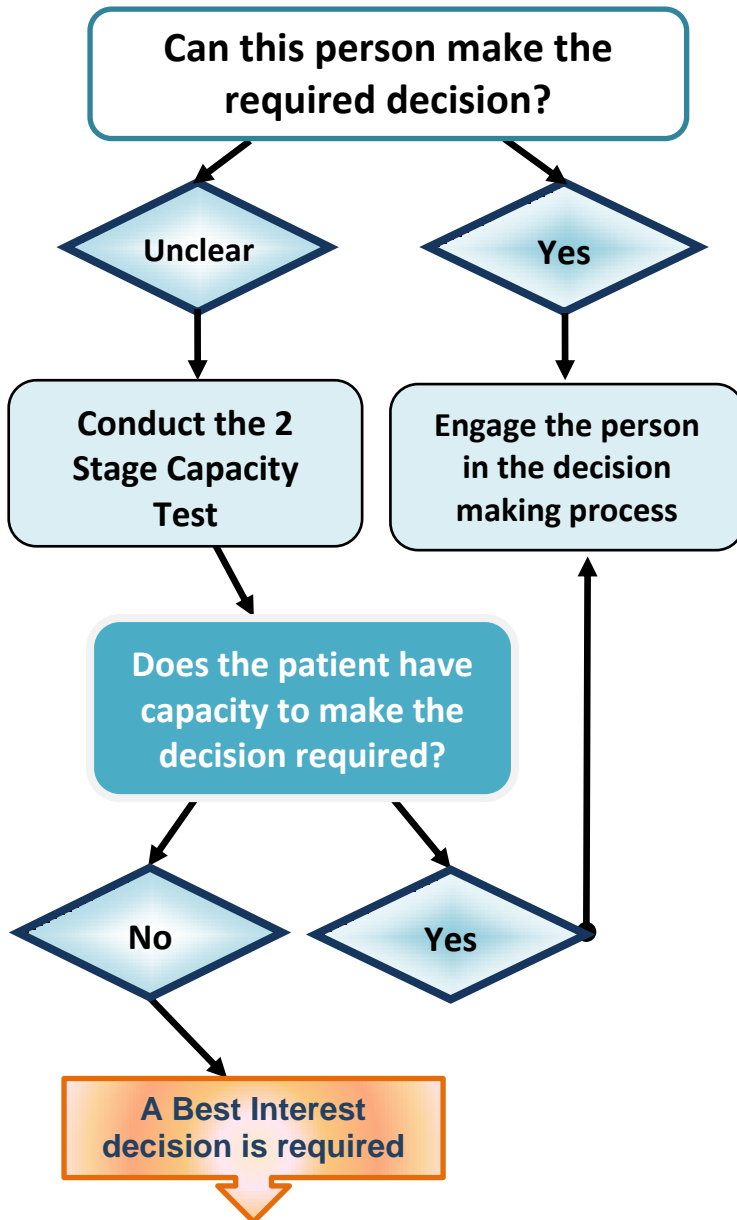 Can this person make the
required decision?
Unclear
Yes
Conduct the 2
Stage Capacity
Test
Engage the person
in the decision
making process
Does the patient have
capacity to make the
decision required?
No
Yes
A Best Interest
decision is required